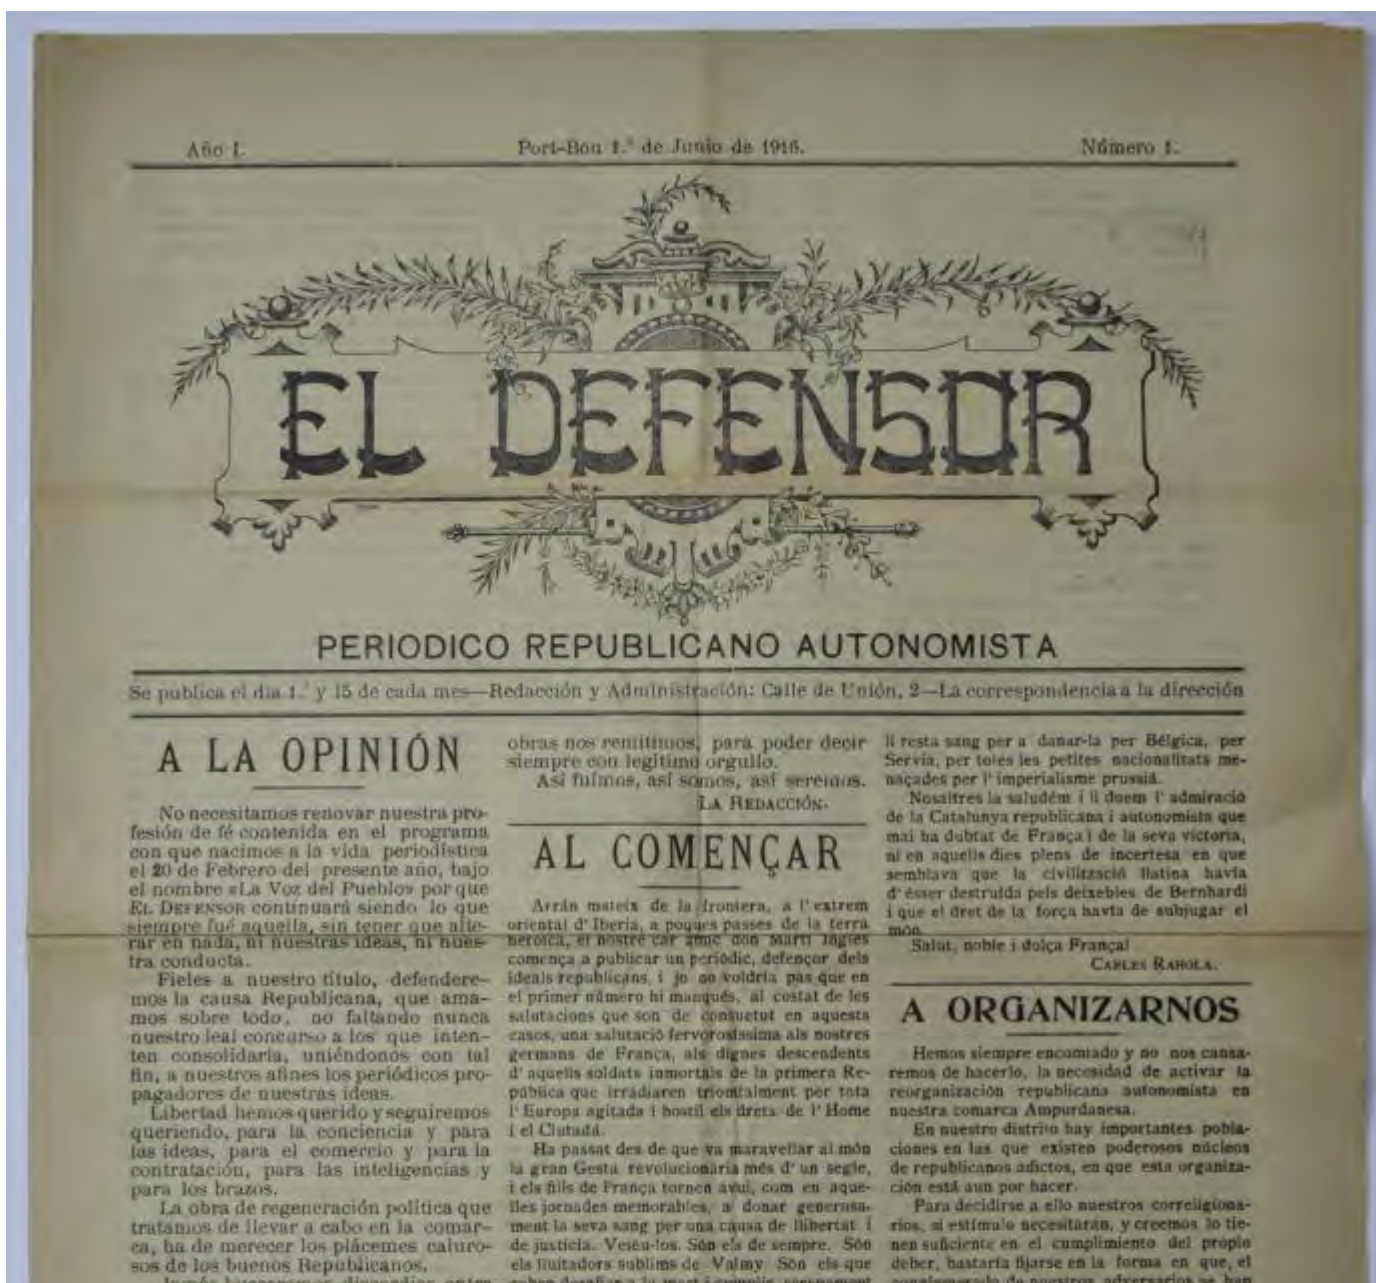 Año I.
Port-Bou 1.º de Junio de 1916.
Número 1.
EL DEFENSOR
PERIODICO REPUBLICANO AUTONOMISTA
Se publica el dia 1.º y 15 de cada mes—Redacción y Administración: Calle de Unión, 2—La correspondencia a la dirección
A LA OPINIÓN
No necesitamos renovar nuestra pro-
fesión de fé contenida en el programa
con que nacimos a la vida periodística
el 20 de Febrero del presente año, bajo
el nombre «La Voz del Pueblo» por que
EL DEFENSOR continuará siendo lo que
siempre fué aquella, sin tener que alte-
rar en nada, ni nuestras ideas, ni nues-
tra conducta.
Fieles a nuestro título, defendere-
mos la causa Republicana, que ama-
mos sobre todo, no faltando nunca
nuestro leal concurso a los que inten-
ten consolidarla, uniéndonos con tal
fin, a nuestros afines los periódicos pro-
pagadores de nuestras ideas.
Libertad hemos querido y seguiremos
queriendo, para la conciencia y para
las ideas, para el comercio y para la
contratación, para las inteligencias y
para los brazos.
La obra de regeneración política que
tratamos de llevar a cabo en la comar-
ca, ha de merecer los plácemes caluro-
sos de los buenos Republicanos.
obras nos remitimos, para poder decir
siempre con legítimo orgullo.
Así fuímos, así somos, así seremos.
LA REDACCIÓN.
AL COMENÇAR
Arrán mateix de la frontera, a l' extrem
oriental d' Iberia, a poques passes de la terra
heroica, el nostre car amic don Martí Inglés
comença a publicar un periódic, defençor dels
ideals republicans, i jo no voldría pas que en
el primer número hi manqués, al costat de les
salutacions que son de consuetut en aquests
casos, una salutació fervorosíssima als nostres
germans de França, als dignes descendents
d' aquells soldats inmortals de la primera Re-
pública que irradiaren triomfalment per tota
l' Europa agitada i hostil els drets de l' Home
i el Ciutadá.
Ha passat des de que va maravellar al món
la gran Gesta revolucionaria més d' un segle,
i els fills de França tornen avui, com en aque-
lles jornades memorables, a donar generosa-
ment la seva sang per una causa de llibertat i
de justicia. Veiéu-los. Són els de sempre. Són
els lluitadors sublims de Valmy Són els que
saben desafiar a la mort i cumplir serenament
li resta sang per a donar-la per Bélgica, per
Servia, per totes les petites nacionalitats me-
naçades per l' imperialisme prussiá.
Nosaltres la saludém i li duem l' admiració
de la Catalunya republicana i autonomista que
mai ha dubtat de França i de la seva victoria,
ni en aquells dies plens de incertesa en que
semblava que la civilització llatina havía
d' ésser destruida pels deixebles de Bernhardi
i que el dret de la força havia de subjugar el
món.
Salut, noble i dolça França!
CARLES RAHOLA.
A ORGANIZARNOS
Hemos siempre encomiado y no nos cansa-
remos de hacerlo, la necesidad de activar la
reorganización republicana autonomista en
nuestra comarca Ampurdanesa.
En nuestro distrito hay importantes pobla-
ciones en las que existen poderosos núcleos
de republicanos adictos, en que esta organiza-
ción está aun por hacer.
Para decidirse a ello nuestros correligiona-
rios, si estímulo necesitaran, y creemos lo tie-
nen suficiente en el cumplimiento del propio
deber, bastaría fijarse en la forma en que, el
conglomerado de nuestros adversarios se han